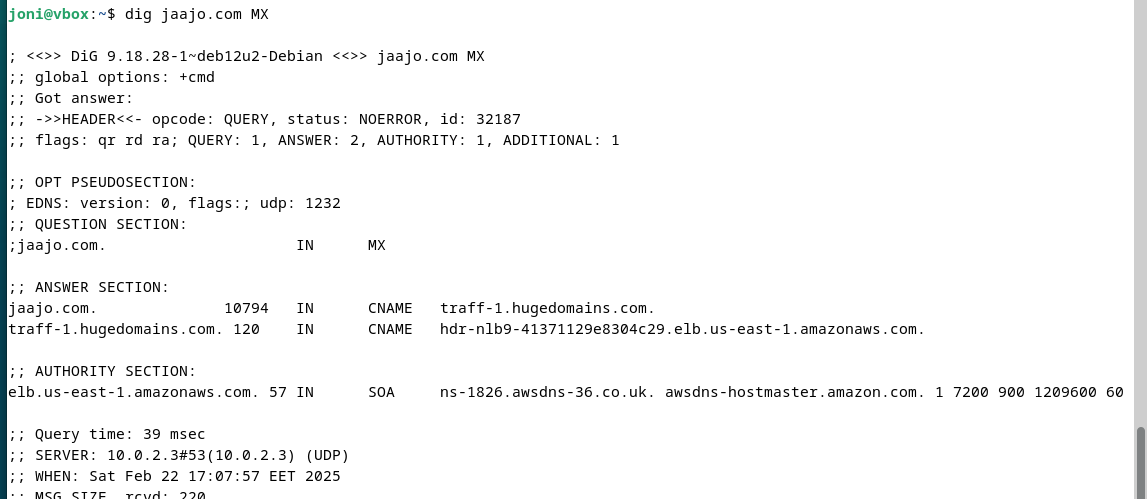 joni@vbox:~$ dig jaajo.com MX
; <<>> DiG 9.18.28-1~deb12u2-Debian <<>> jaajo.com MX
;; global options: +cmd
;; Got answer:
;; ->>HEADER<<- opcode: QUERY, status: NOERROR, id: 32187
;; flags: qr rd ra; QUERY: 1, ANSWER: 2, AUTHORITY: 1, ADDITIONAL: 1
;; OPT PSEUDOSECTION:
; EDNS: version: 0, flags:; udp: 1232
;; QUESTION SECTION:
;jaajo.com. IN MX
;; ANSWER SECTION:
jaajo.com. 10794 IN CNAME traff-1.hugedomains.com.
traff-1.hugedomains.com. 120 IN CNAME hdr-nlb9-41371129e8304c29.elb.us-east-1.amazonaws.com.
;; AUTHORITY SECTION:
elb.us-east-1.amazonaws.com. 57 IN SOA ns-1826.awsdns-36.co.uk. awsdns-hostmaster.amazon.com. 1 7200 900 1209600 60
;; Query time: 39 msec
;; SERVER: 10.0.2.3#53(10.0.2.3) (UDP)
;; WHEN: Sat Feb 22 17:07:57 EET 2025
;; MSG SIZE rcvd: 220